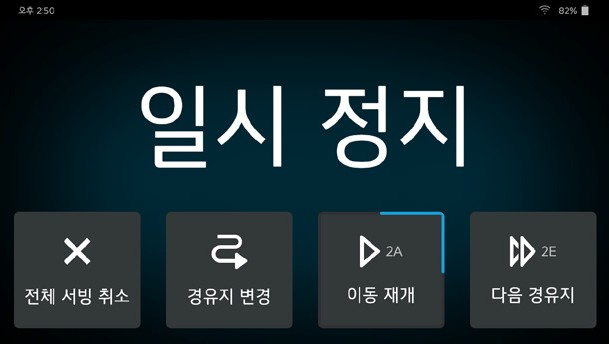 오후 2:50
82%
일시 정지
전체 서빙 취소
경유지 변경
2A
이동 재개
2E
다음 경유지